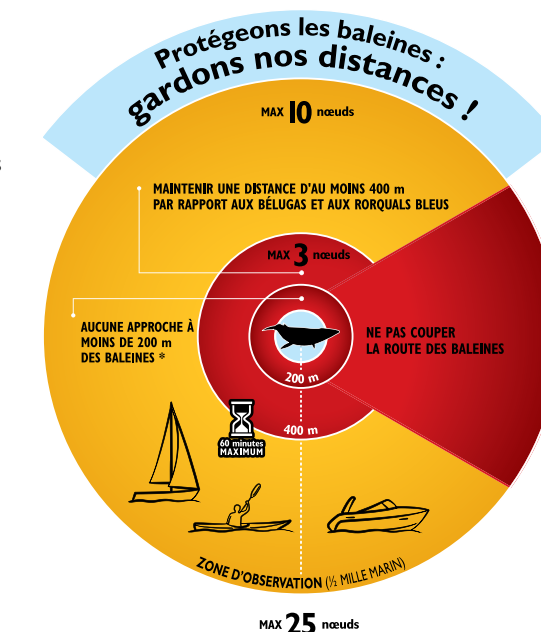 Protégeons les baleines :
gardons nos distances !
MAX 10 nœuds
MAINTENIR UNE DISTANCE D'AU MOINS 400 m
PAR RAPPORT AUX BÉLUGAS ET AUX RORQUALS BLEUS
MAX 3 nœuds
AUCUNE APPROCHE À
MOINS DE 200 m
DES BALEINES *
NE PAS COUPER
LA ROUTE DES BALEINES
200 m
400 m
60 minutes
MAXIMUM
ZONE D'OBSERVATION (½ MILLE MARIN)
MAX 25 nœuds